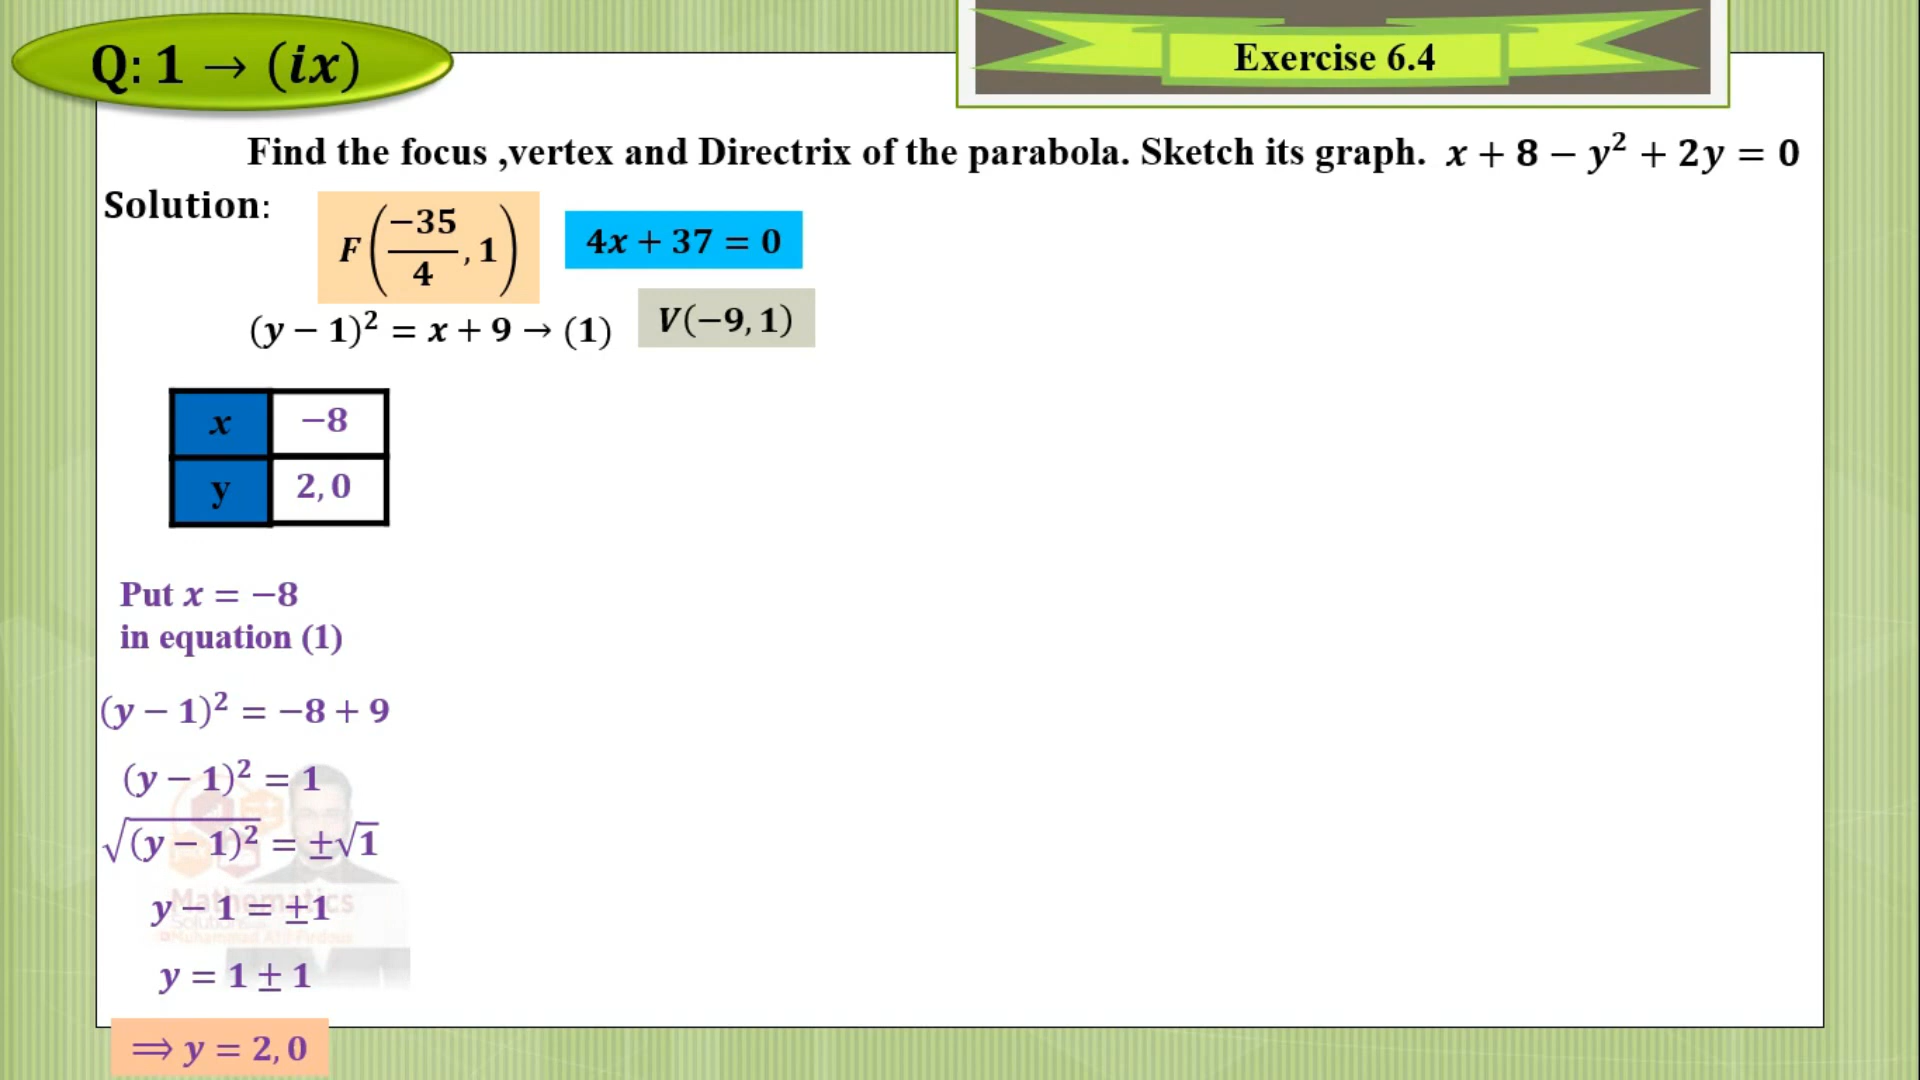 Q: 1 → (ix)
Exercise 6.4
Find the focus ,vertex and Directrix of the parabola. Sketch its graph. x + 8 − y² + 2y = 0
Solution:
F(−35/4, 1)
4x + 37 = 0
(y − 1)² = x + 9 → (1)
V(−9, 1)
x −8
y 2, 0
Put x = −8
in equation (1)
(y − 1)² = −8 + 9
(y − 1)² = 1
√(y − 1)² = ±√1
y − 1 = ±1
Mathematics
y = 1 ± 1
⟹ y = 2, 0